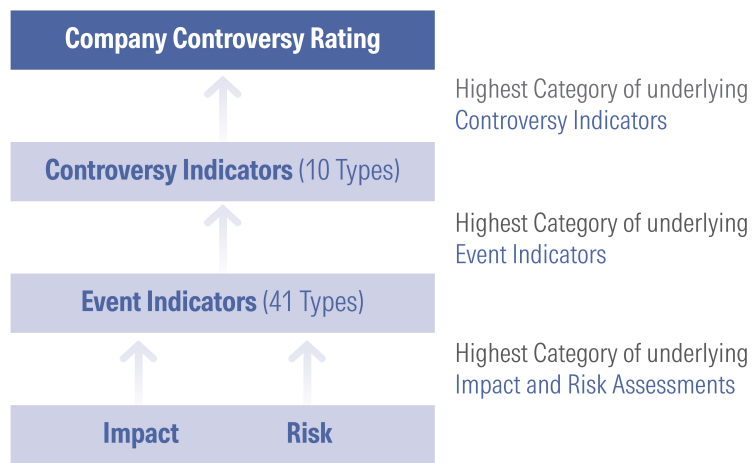 Company Controversy Rating
Highest Category of underlying
Controversy Indicators
Controversy Indicators (10 Types)
Highest Category of underlying
Event Indicators
Event Indicators (41 Types)
Highest Category of underlying
Impact and Risk Assessments
Impact
Risk